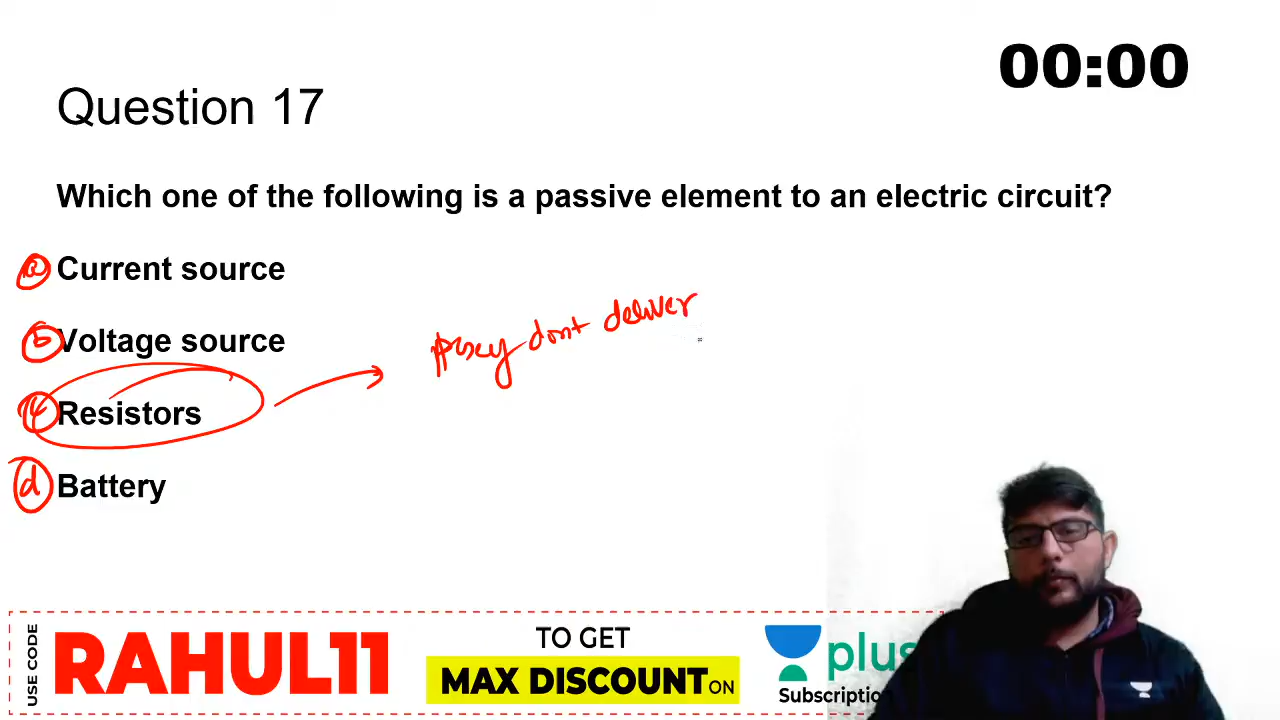 00:00
Question 17
Which one of the following is a passive element to an electric circuit?
a Current source
b Voltage source
dont deliver
Resistors
d Battery
USE CODE
RAHUL11
TO GET
MAX DISCOUNT ON
plus
Subscription